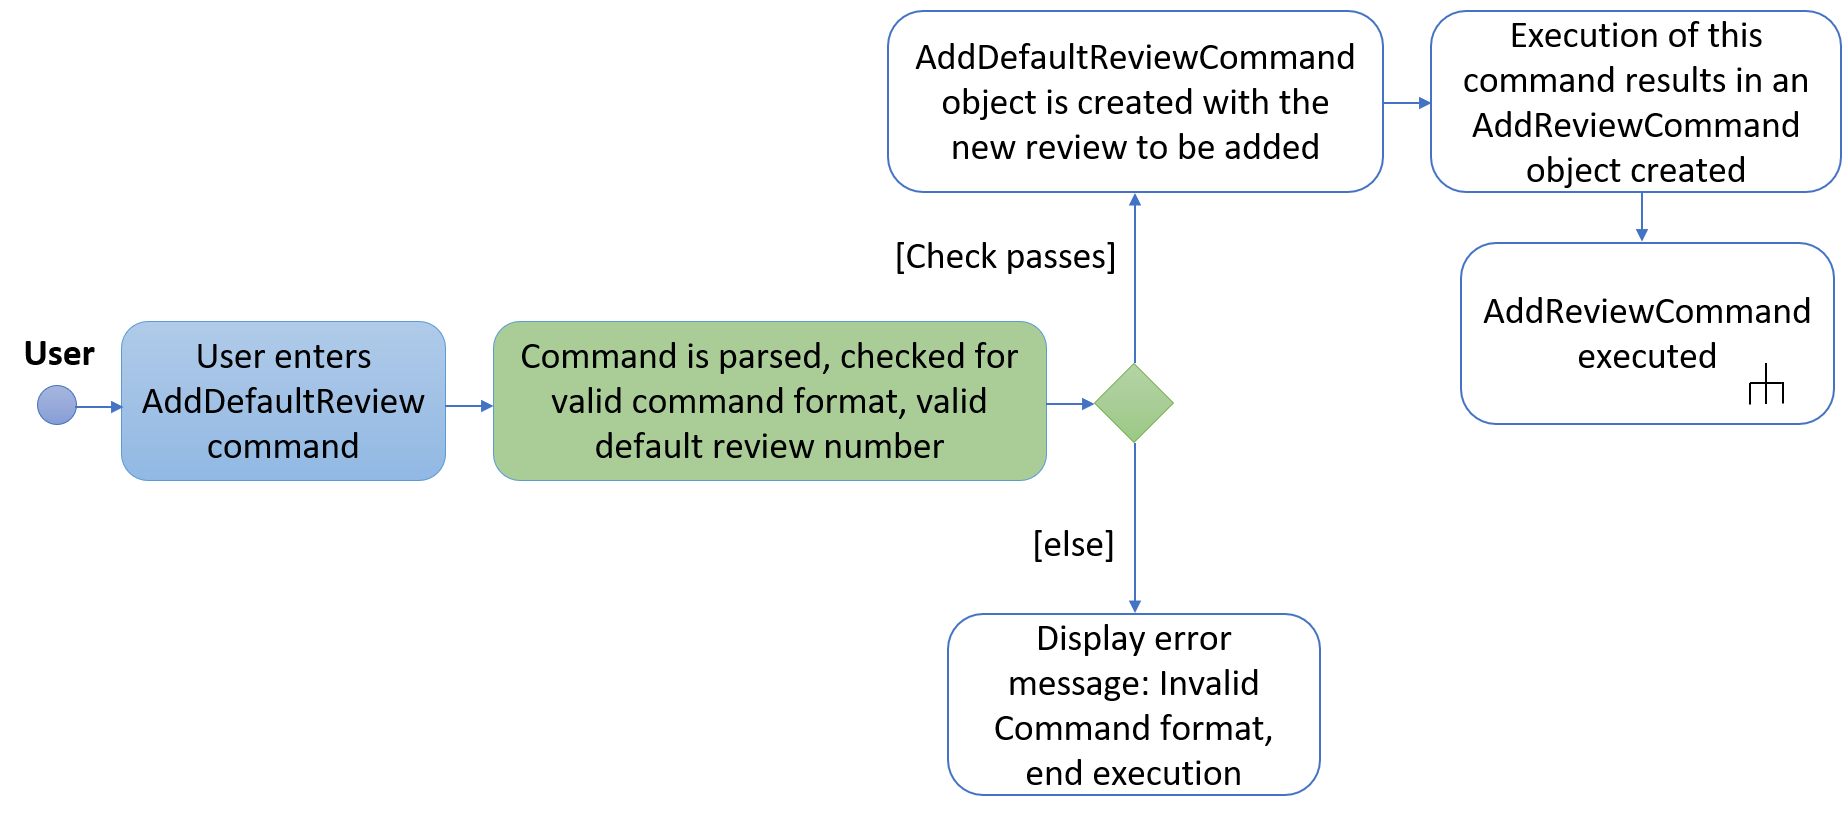 User
User enters
AddDefaultReview
command
Command is parsed, checked for
valid command format, valid
default review number
[Check passes]
AddDefaultReviewCommand
object is created with the
new review to be added
Execution of this
command results in an
AddReviewCommand
object created
AddReviewCommand
executed
[else]
Display error
message: Invalid
Command format,
end execution